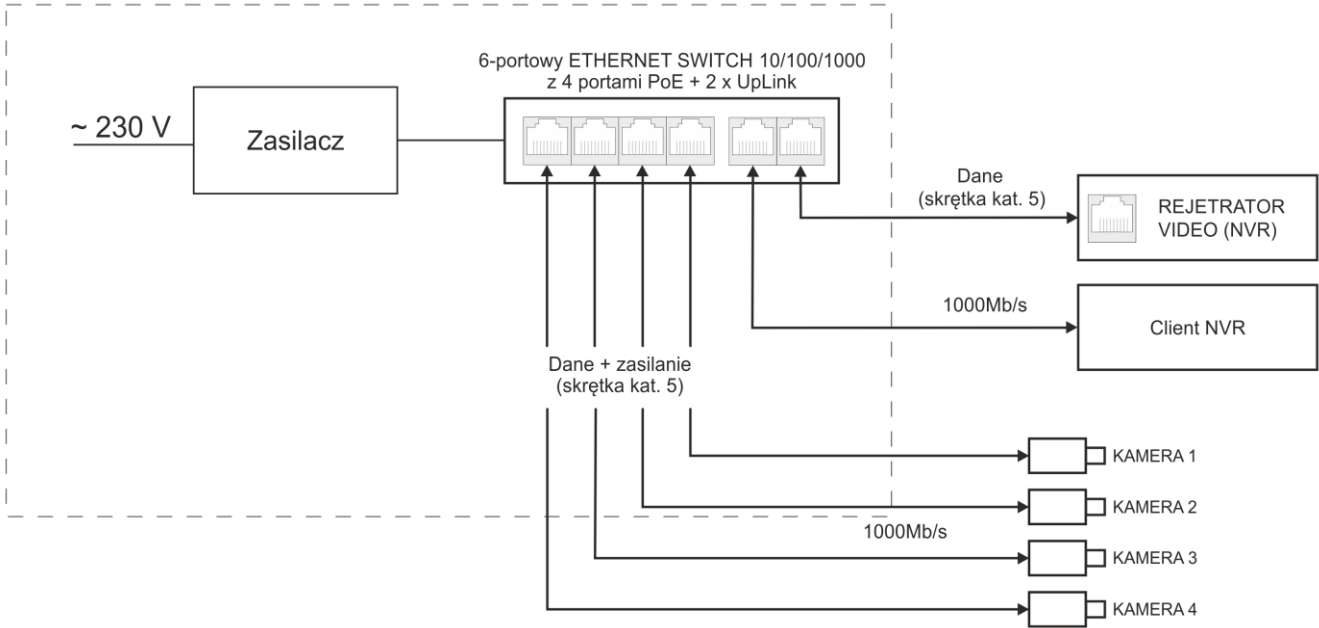 6-portowy ETHERNET SWITCH 10/100/1000
z 4 portami PoE + 2 x UpLink
~ 230 V
Zasilacz
Dane
(skrętka kat. 5)
REJETRATOR
VIDEO (NVR)
1000Mb/s
Client NVR
Dane + zasilanie
(skrętka kat. 5)
KAMERA 1
KAMERA 2
1000Mb/s
KAMERA 3
KAMERA 4